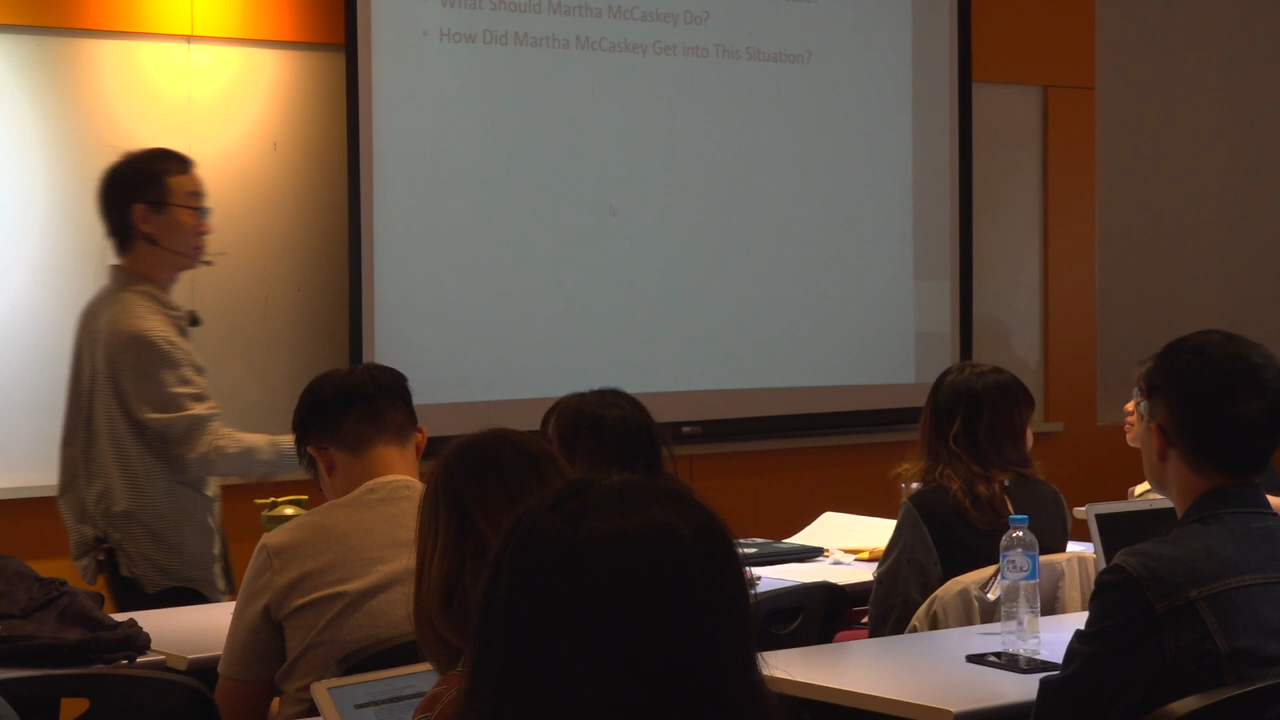 What Should Martha McCaskey Do?
• How Did Martha McCaskey Get into This Situation?